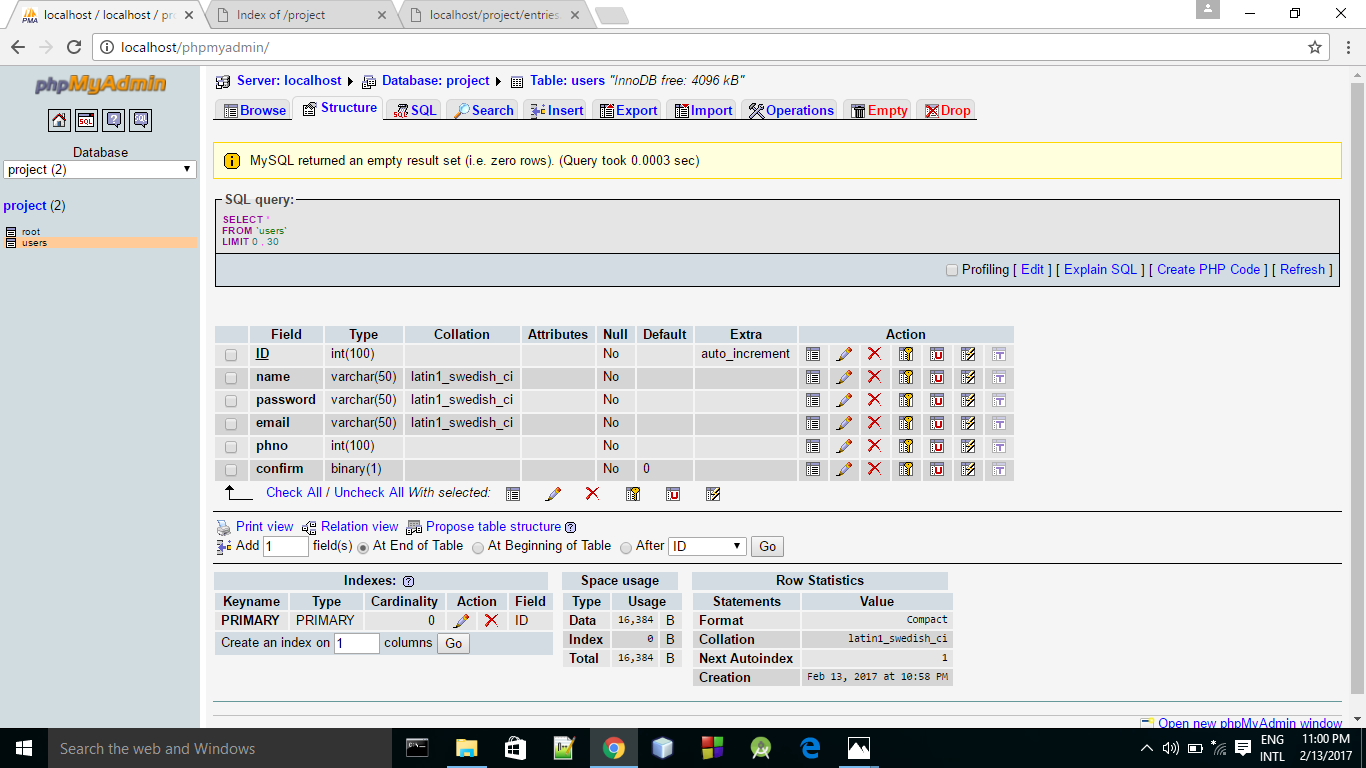 localhost / localhost / pr
Index of /project
localhost/project/entries
localhost/phpmyadmin/
phpMyAdmin
Server: localhost Database: project Table: users "InnoDB free: 4096 kB"
Browse Structure SQL Search Insert Export Import Operations Empty Drop
Database
project (2)
project (2)
root
users
MySQL returned an empty result set (i.e. zero rows). (Query took 0.0003 sec)
SQL query:
SELECT *
FROM `users`
LIMIT 0 , 30
Profiling [ Edit ] [ Explain SQL ] [ Create PHP Code ] [ Refresh ]
Field Type Collation Attributes Null Default Extra Action
ID int(100) No auto_increment
name varchar(50) latin1_swedish_ci No
password varchar(50) latin1_swedish_ci No
email varchar(50) latin1_swedish_ci No
phno int(100) No
confirm binary(1) No 0
Check All / Uncheck All With selected:
Print view Relation view Propose table structure
Add 1 field(s) At End of Table At Beginning of Table After ID Go
Indexes:
Keyname Type Cardinality Action Field
PRIMARY PRIMARY 0 ID
Create an index on 1 columns Go
Space usage
Type Usage
Data 16,384 B
Index 0 B
Total 16,384 B
Row Statistics
Statements Value
Format Compact
Collation latin1_swedish_ci
Next Autoindex 1
Creation Feb 13, 2017 at 10:58 PM
Open new phpMyAdmin window
Search the web and Windows
ENG
INTL
11:00 PM
2/13/2017